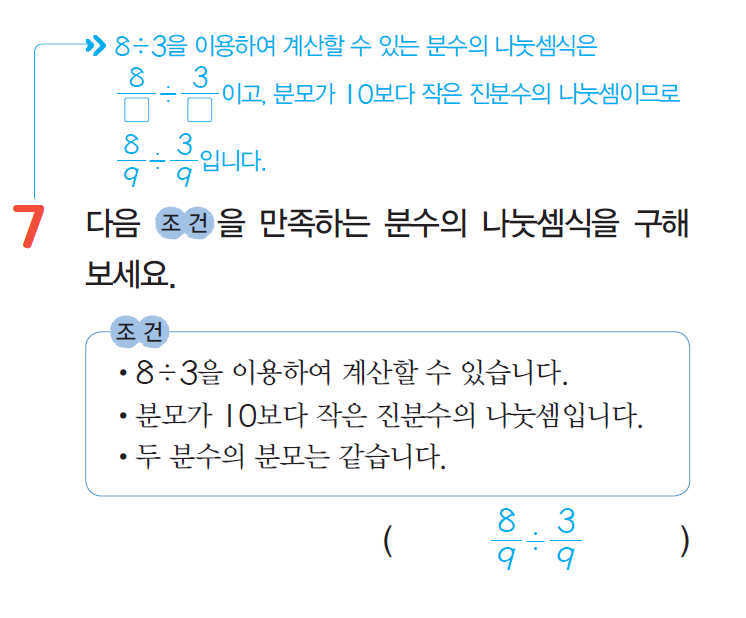 8÷3을 이용하여 계산할 수 있는 분수의 나눗셈식은
8/□ ÷ 3/□ 이고, 분모가 10보다 작은 진분수의 나눗셈이므로
8/9 ÷ 3/9 입니다.
7 다음 조건을 만족하는 분수의 나눗셈식을 구해
보세요.
조건
• 8÷3을 이용하여 계산할 수 있습니다.
• 분모가 10보다 작은 진분수의 나눗셈입니다.
• 두 분수의 분모는 같습니다.
( 8/9 ÷ 3/9 )